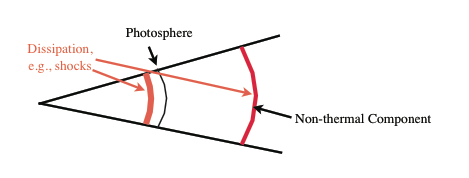 Photosphere
Dissipation,
e.g., shocks
Non-thermal Component